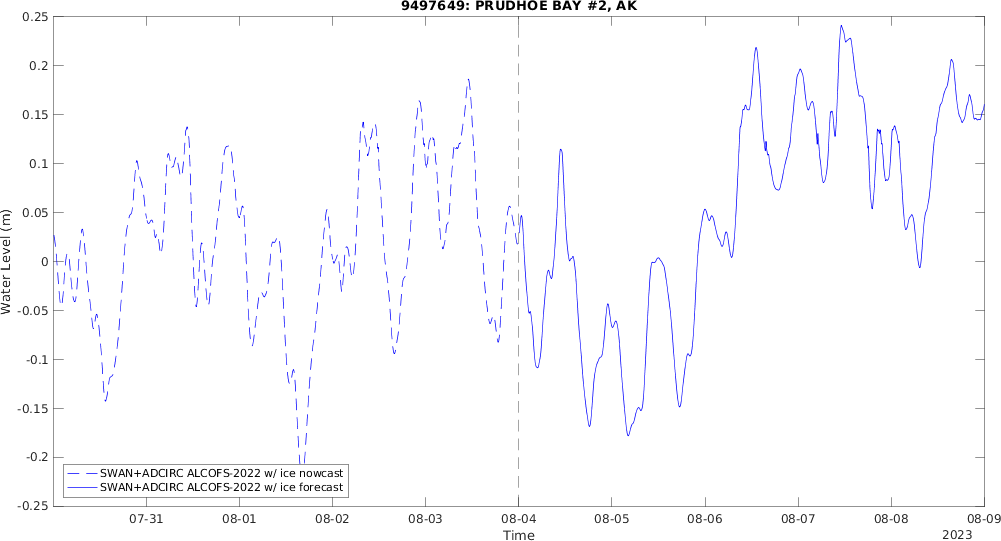 9497649: PRUDHOE BAY #2, AK
0.25
0.2
0.15
0.1
0.05
0
-0.05
-0.1
-0.15
-0.2
-0.25
Water Level (m)
SWAN+ADCIRC ALCOFS-2022 w/ ice nowcast
SWAN+ADCIRC ALCOFS-2022 w/ ice forecast
07-31 08-01 08-02 08-03 08-04 08-05 08-06 08-07 08-08 08-09
Time
2023